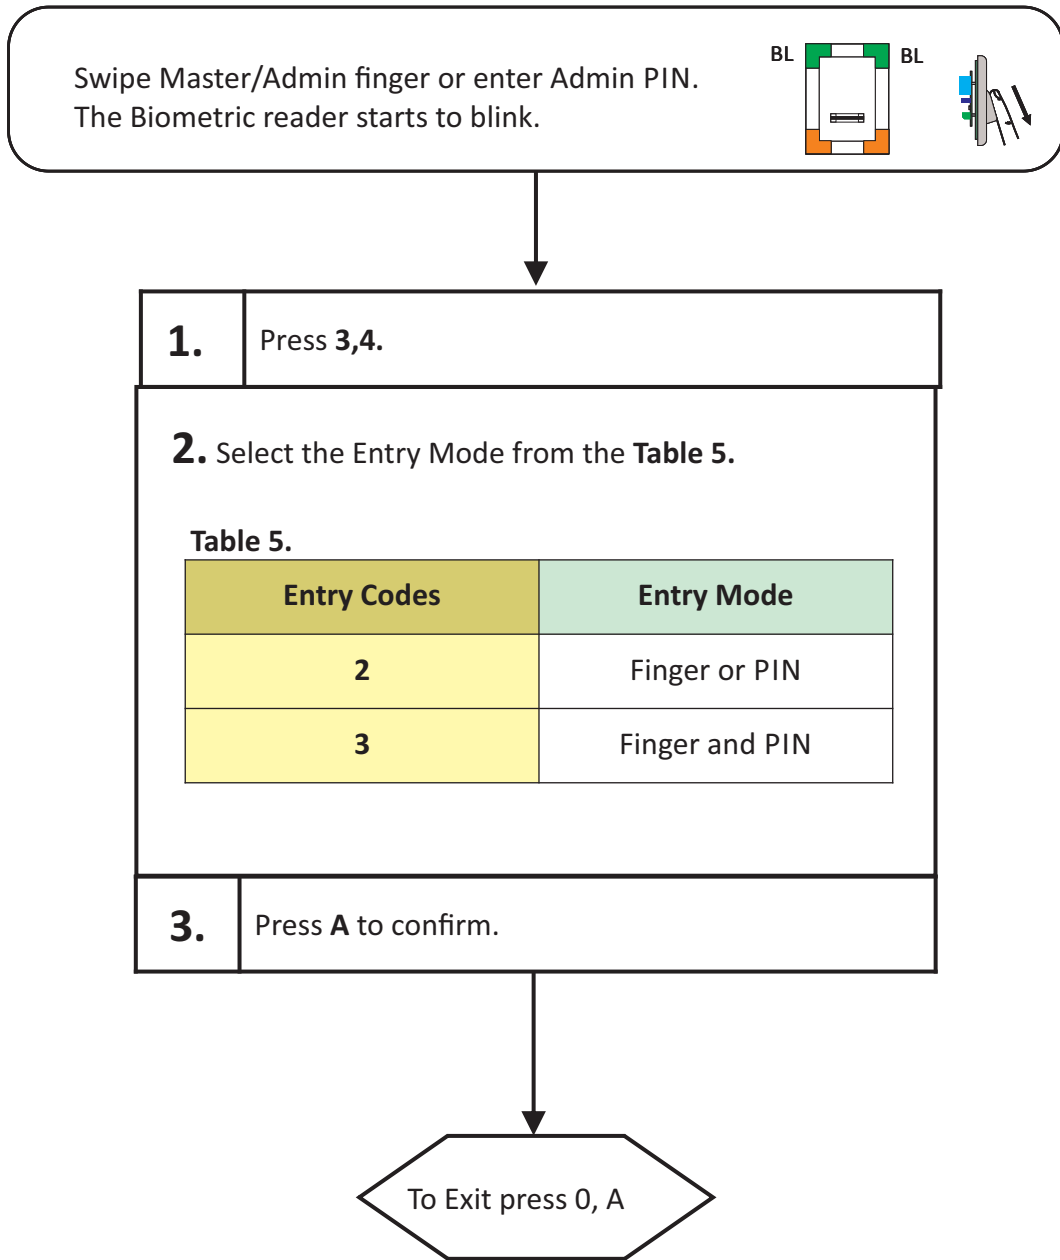 Swipe Master/Admin finger or enter Admin PIN.
The Biometric reader starts to blink.
BL
BL
1.
Press 3,4.
2. Select the Entry Mode from the Table 5.
Table 5.
Entry Codes
Entry Mode
2
Finger or PIN
3
Finger and PIN
3.
Press A to confirm.
To Exit press 0, A